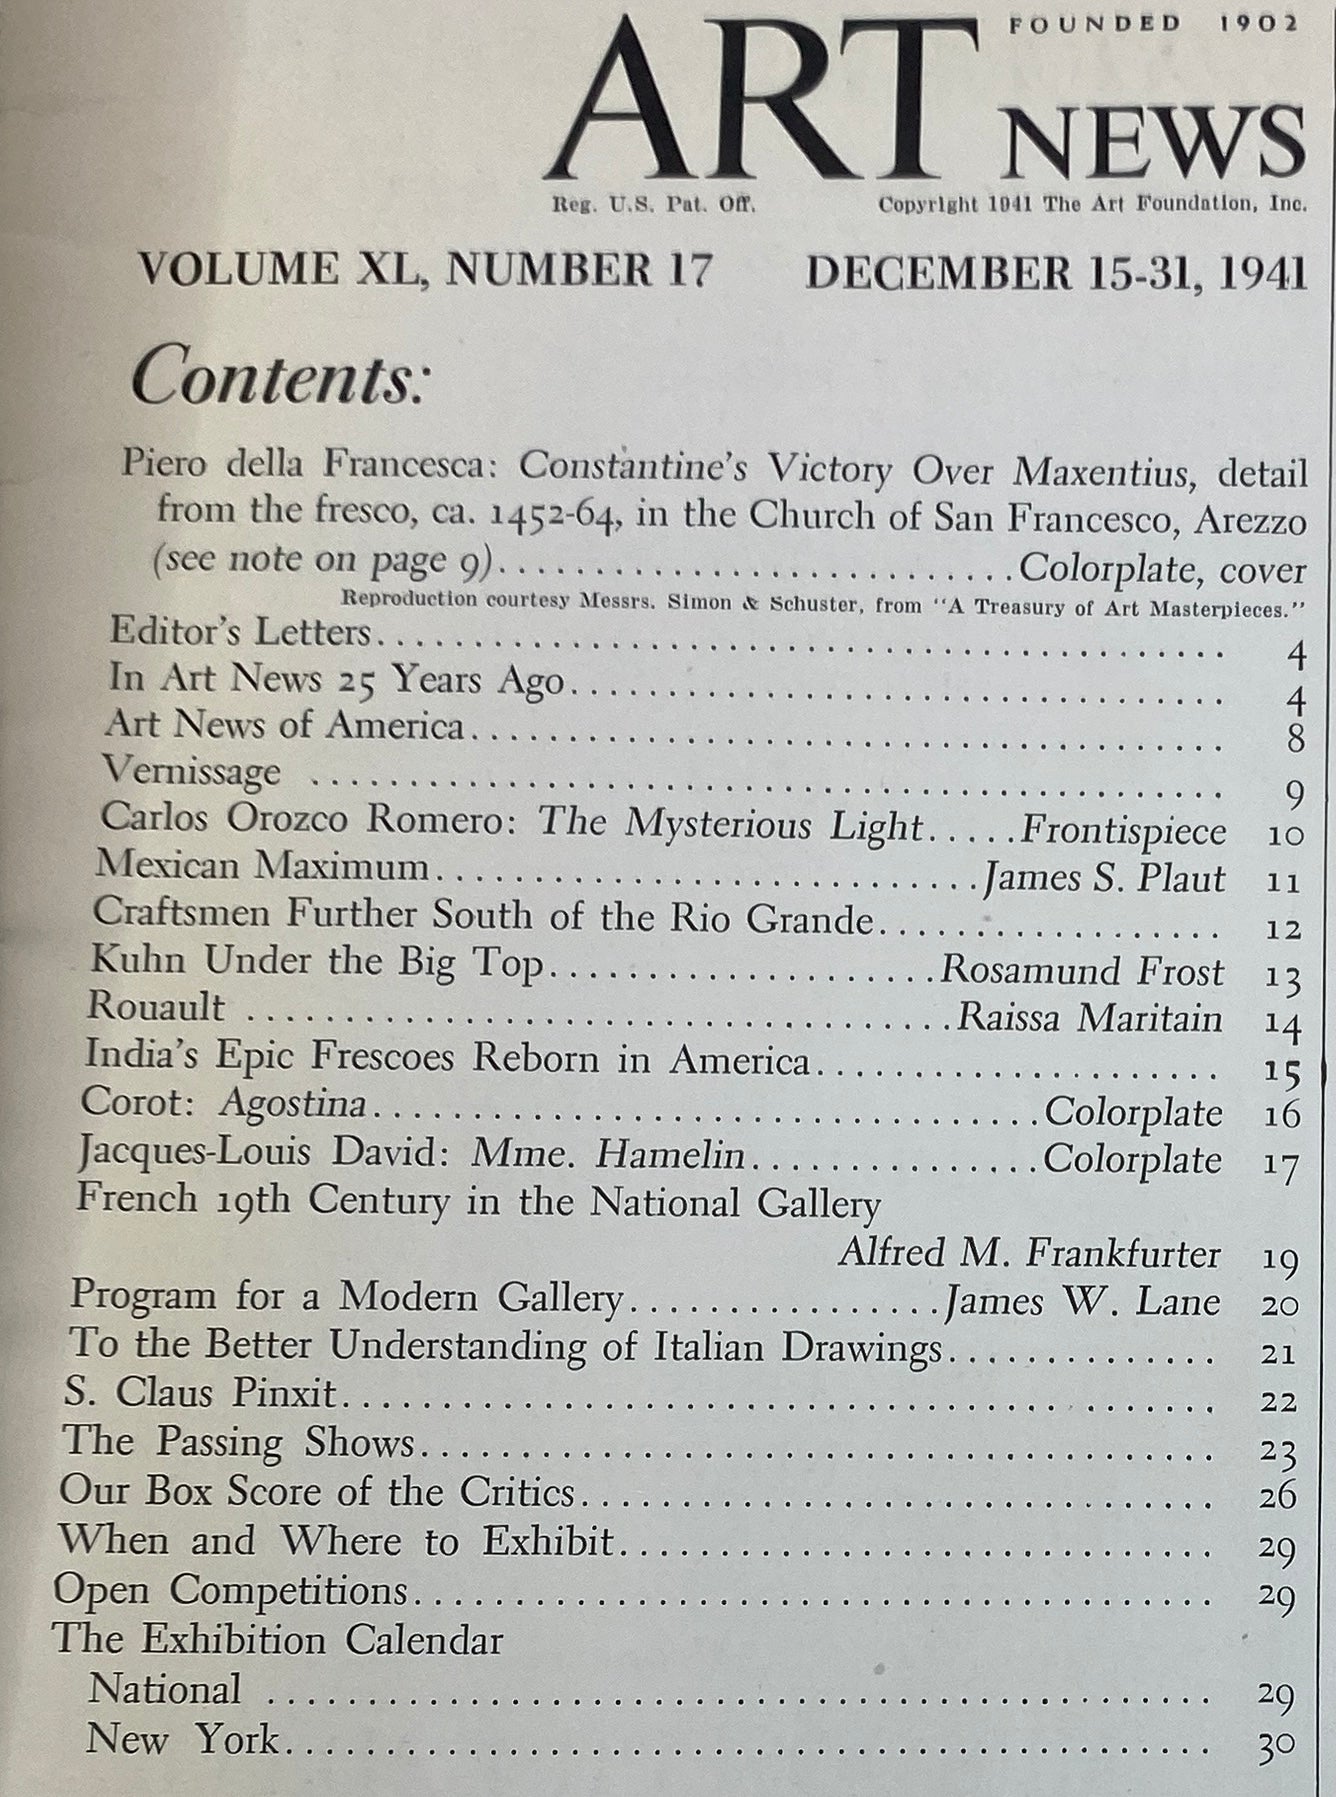 ART NEWS
FOUNDED 1902
Reg. U.S. Pat. Off. Copyright 1941 The Art Foundation, Inc.
VOLUME XL, NUMBER 17 DECEMBER 15-31, 1941
Contents:
Piero della Francesca: Constantine's Victory Over Maxentius, detail
from the fresco, ca. 1452-64, in the Church of San Francesco, Arezzo
(see note on page 9)............................Colorplate, cover
Reproduction courtesy Messrs. Simon & Schuster, from "A Treasury of Art Masterpieces."
Editor's Letters............................................ 4
In Art News 25 Years Ago.................................. 4
Art News of America....................................... 8
Vernissage ............................................... 9
Carlos Orozco Romero: The Mysterious Light.....Frontispiece 10
Mexican Maximum............................James S. Plaut 11
Craftsmen Further South of the Rio Grande.................. 12
Kuhn Under the Big Top....................Rosamund Frost 13
Rouault ....................................Raissa Maritain 14
India's Epic Frescoes Reborn in America..................... 15
Corot: Agostina..................................Colorplate 16
Jacques-Louis David: Mme. Hamelin...............Colorplate 17
French 19th Century in the National Gallery
Alfred M. Frankfurter 19
Program for a Modern Gallery................James W. Lane 20
To the Better Understanding of Italian Drawings.............. 21
S. Claus Pinxit............................................. 22
The Passing Shows......................................... 23
Our Box Score of the Critics................................ 26
When and Where to Exhibit............................... 29
Open Competitions......................................... 29
The Exhibition Calendar
National ................................................ 29
New York............................................... 30